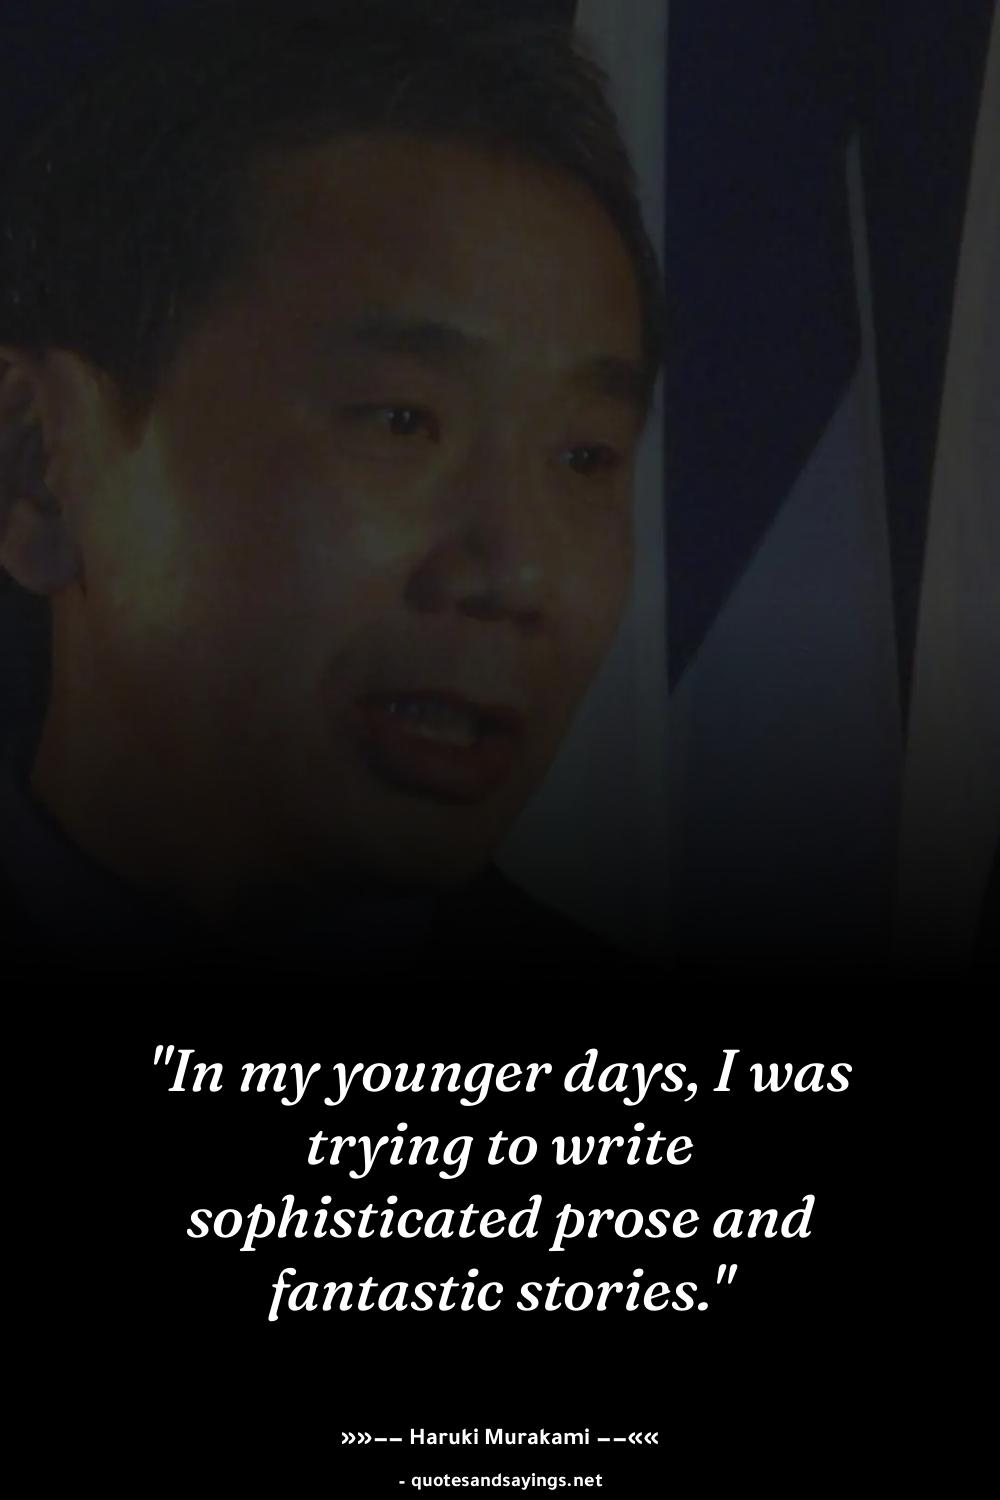 "In my younger days, I was
trying to write
sophisticated prose and
fantastic stories."
»»−− Haruki Murakami −−««
- quotesandsayings.net